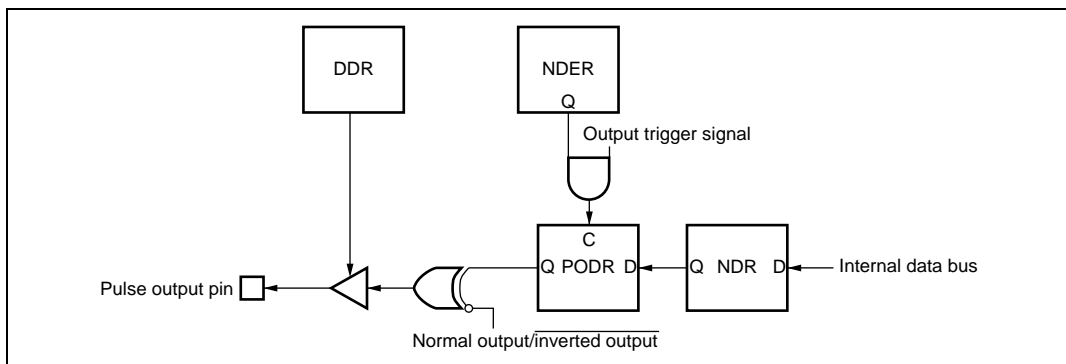 DDR
NDER
Q
Output trigger signal
C
Q PODR D
Q NDR D
Internal data bus
Pulse output pin
Normal output/inverted output